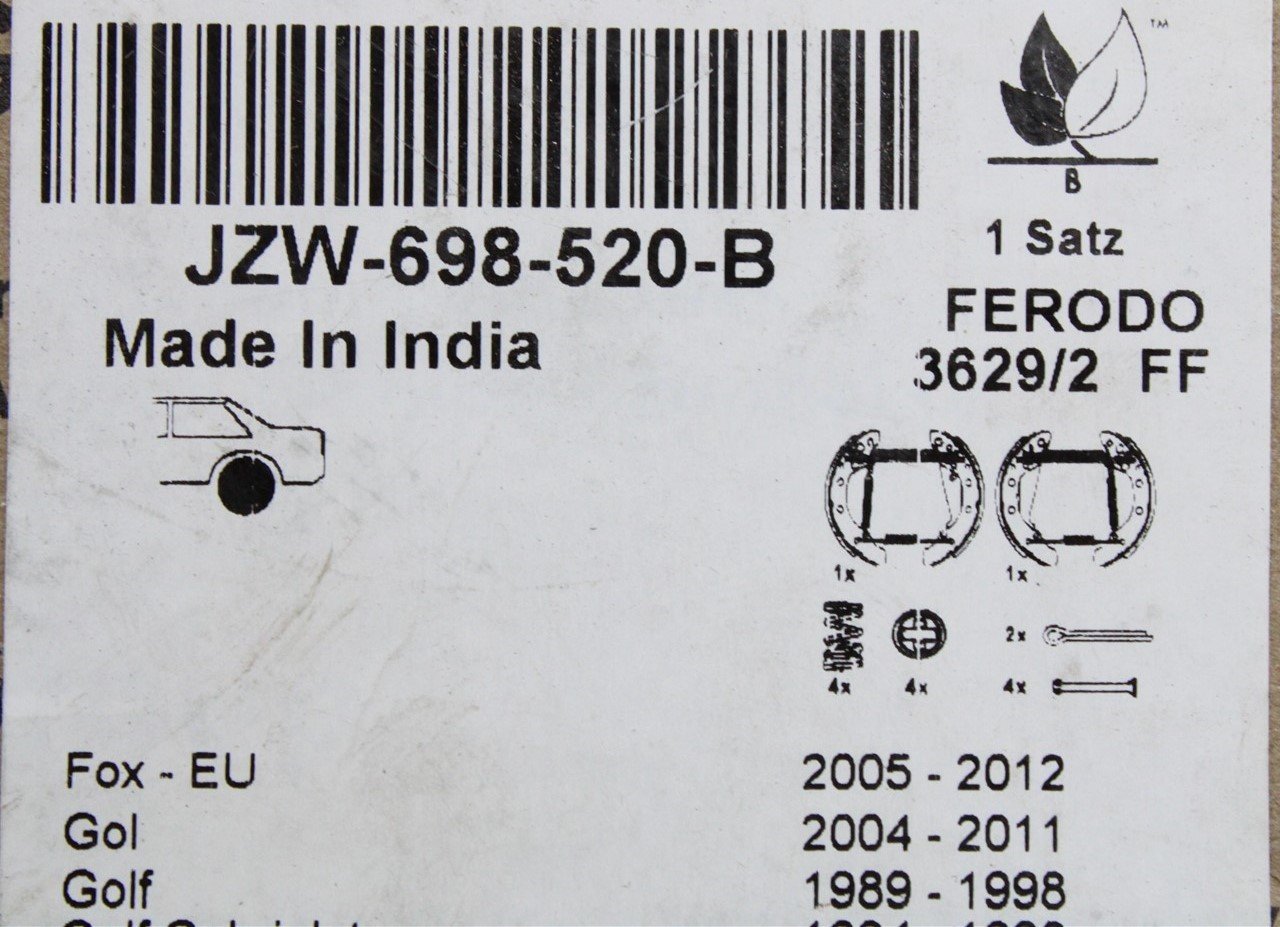 TM
B
JZW-698-520-B
1 Satz
Made In India
FERODO
3629/2 FF
1x 1x
2x
4x 4x 4x
Fox - EU 2005 - 2012
Gol 2004 - 2011
Golf 1989 - 1998